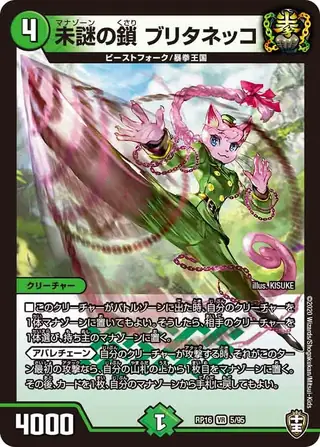 4
マナゾーン くさり
未謎の鎖 ブリタネッコ
ビーストフォーク/暴拳王国
拳
illus. KISUKE
クリーチャー
■このクリーチャーがバトルゾーンに出た時、自分のクリーチャーを
1体マナゾーンに置いてもよい。そうしたら、相手のクリーチャーを
1体選び、持ち主のマナゾーンに置く。
アパレチェーン 自分のクリーチャーが攻撃する時、それがこのターン
最初の攻撃なら、自分の山札の上から1枚目をマナゾーンに置く。
その後、カードを1枚、自分のマナゾーンから手札に戻してもよい。
4000
1
RP16 VR 5/95
©2020 Wizards/Shogakukan/Mitsui-Kids